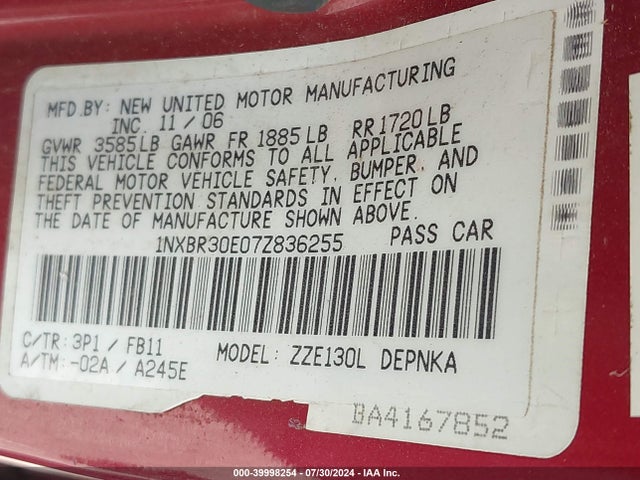 MFD.BY: NEW UNITED MOTOR MANUFACTURING
INC. 11 / 06
GVWR 3585LB GAWR FR 1885LB RR1720LB
THIS VEHICLE CONFORMS TO ALL APPLICABLE
FEDERAL MOTOR VEHICLE SAFETY, BUMPER, AND
THEFT PREVENTION STANDARDS IN EFFECT ON
THE DATE OF MANUFACTURE SHOWN ABOVE.
1NXBR30E07Z836255 PASS CAR
C/TR: 3P1 / FB11
A/TM: -02A / A245E
MODEL: ZZE130L DEPNKA
BA4167852
000-39998254 - 07/30/2024 - IAA Inc.